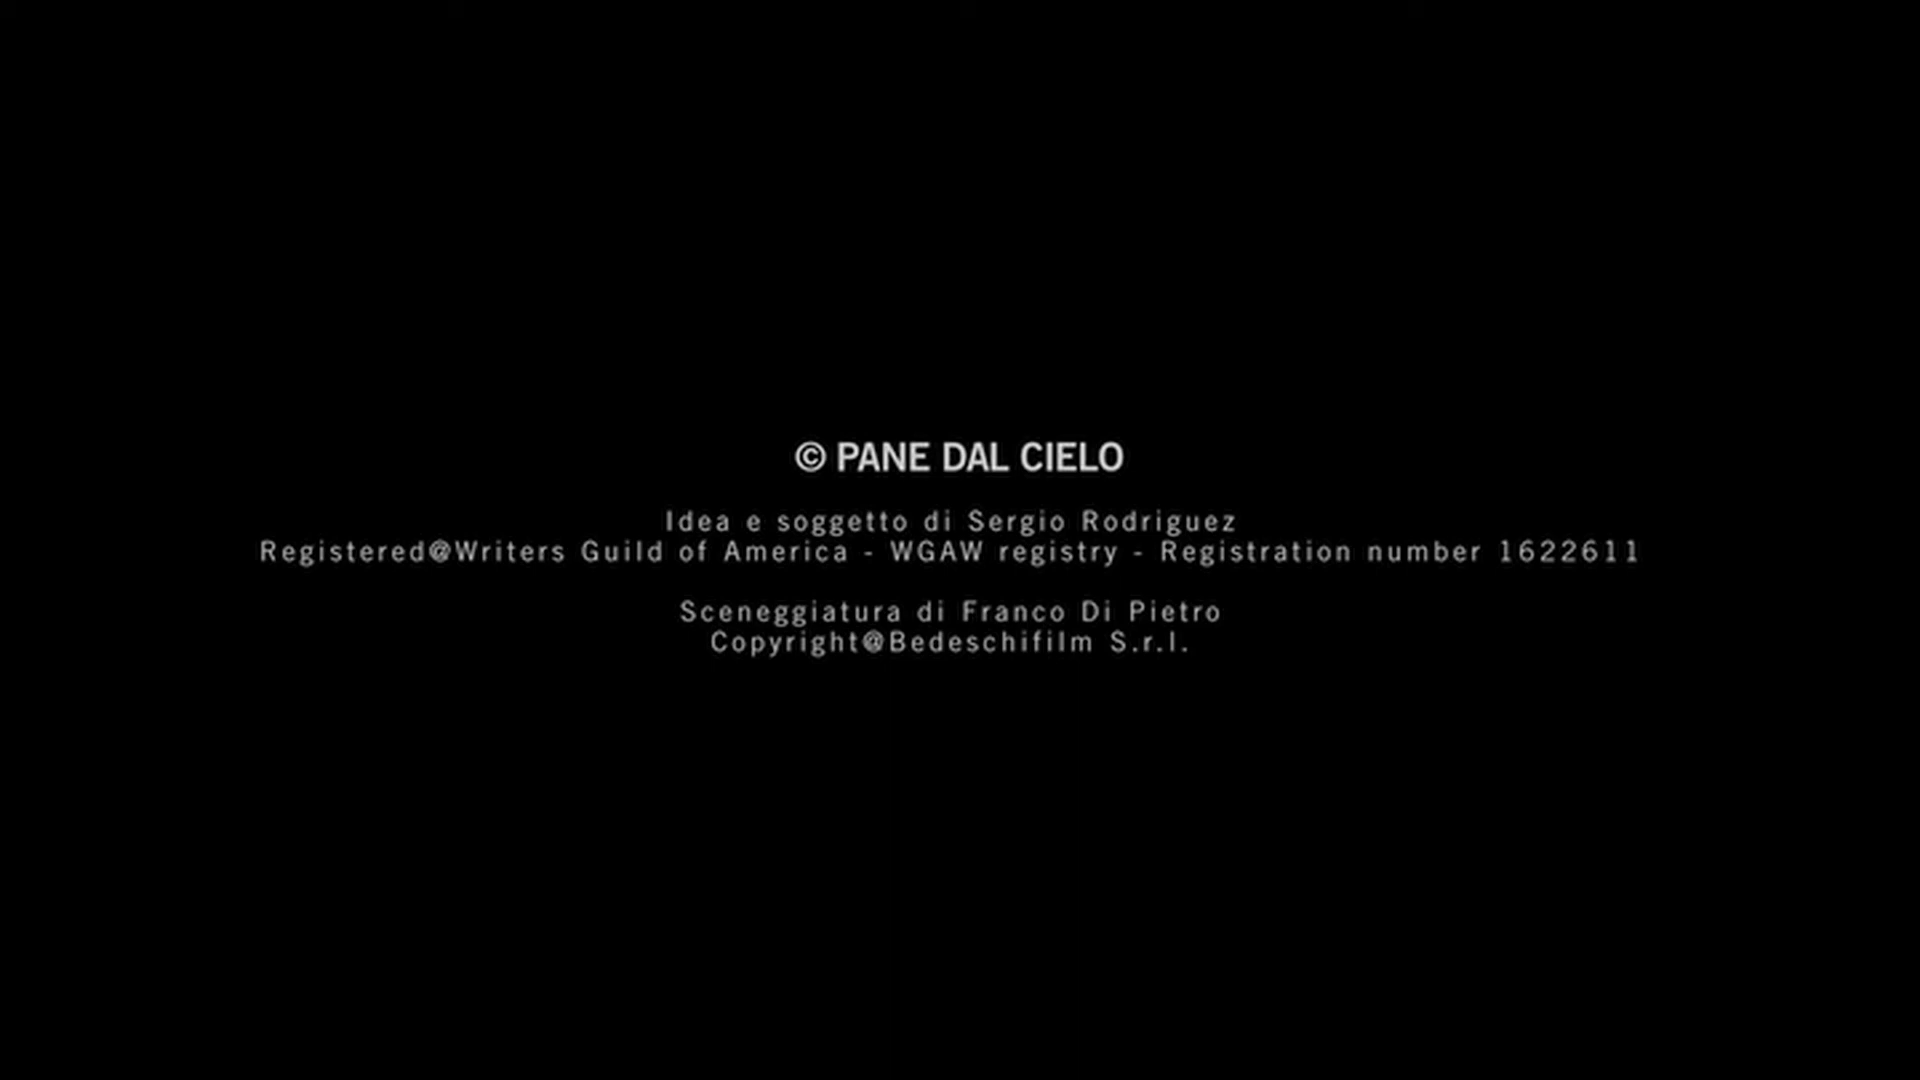 © PANE DAL CIELO
Idea e soggetto di Sergio Rodriguez
Registered@Writers Guild of America - WGAW registry - Registration number 1622611
Sceneggiatura di Franco Di Pietro
Copyright@Bedeschifilm S.r.l.